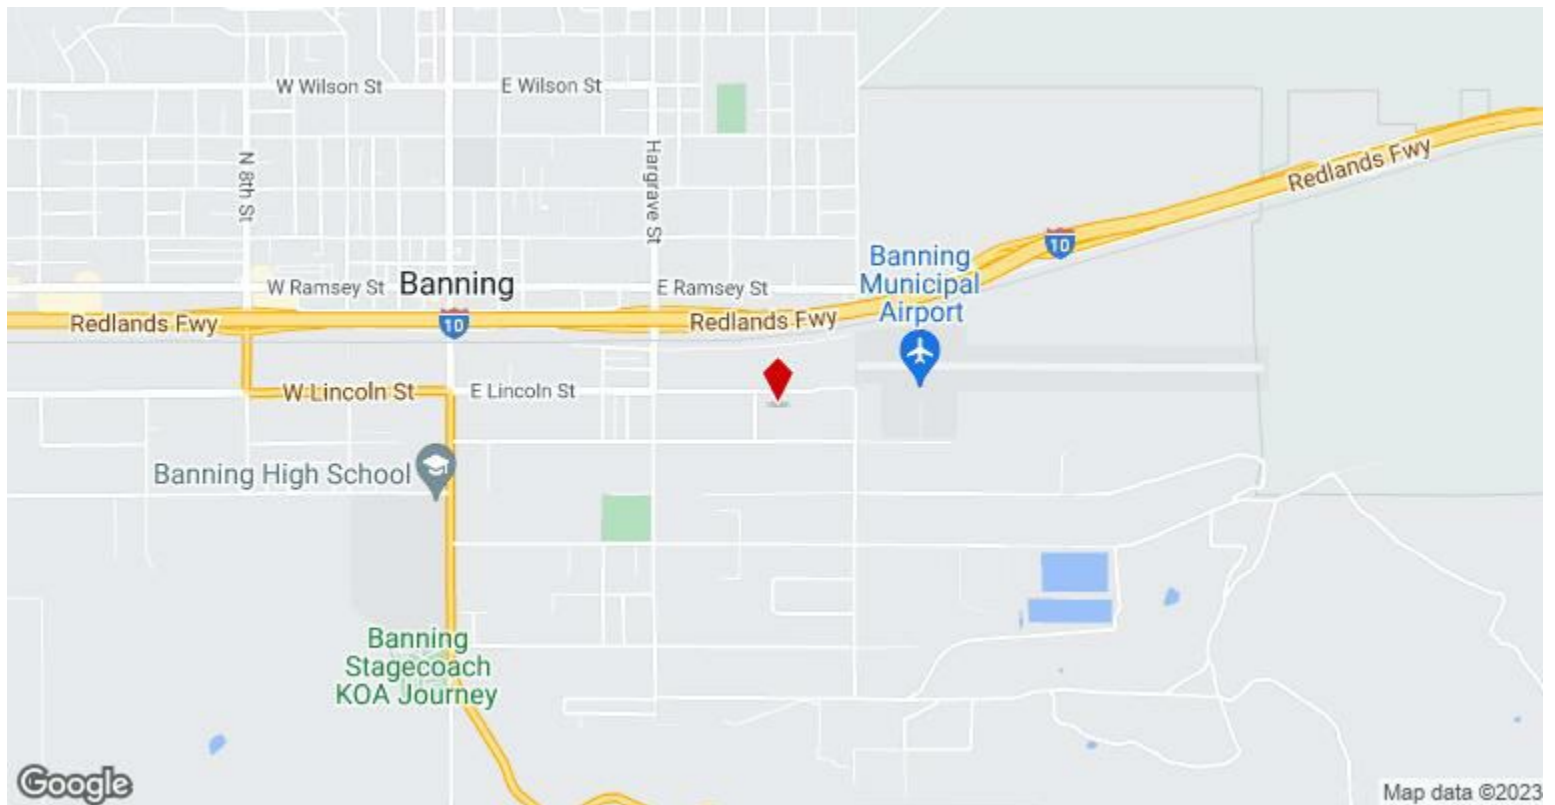 W Wilson St
E Wilson St
N 8th St
Hargrave St
Redlands Fwy
10
Banning
Municipal
Airport
W Ramsey St
Banning
E Ramsey St
Redlands Fwy
10
Redlands Fwy
W Lincoln St
E Lincoln St
Banning High School
Banning
Stagecoach
KOA Journey
Google
Map data ©2023